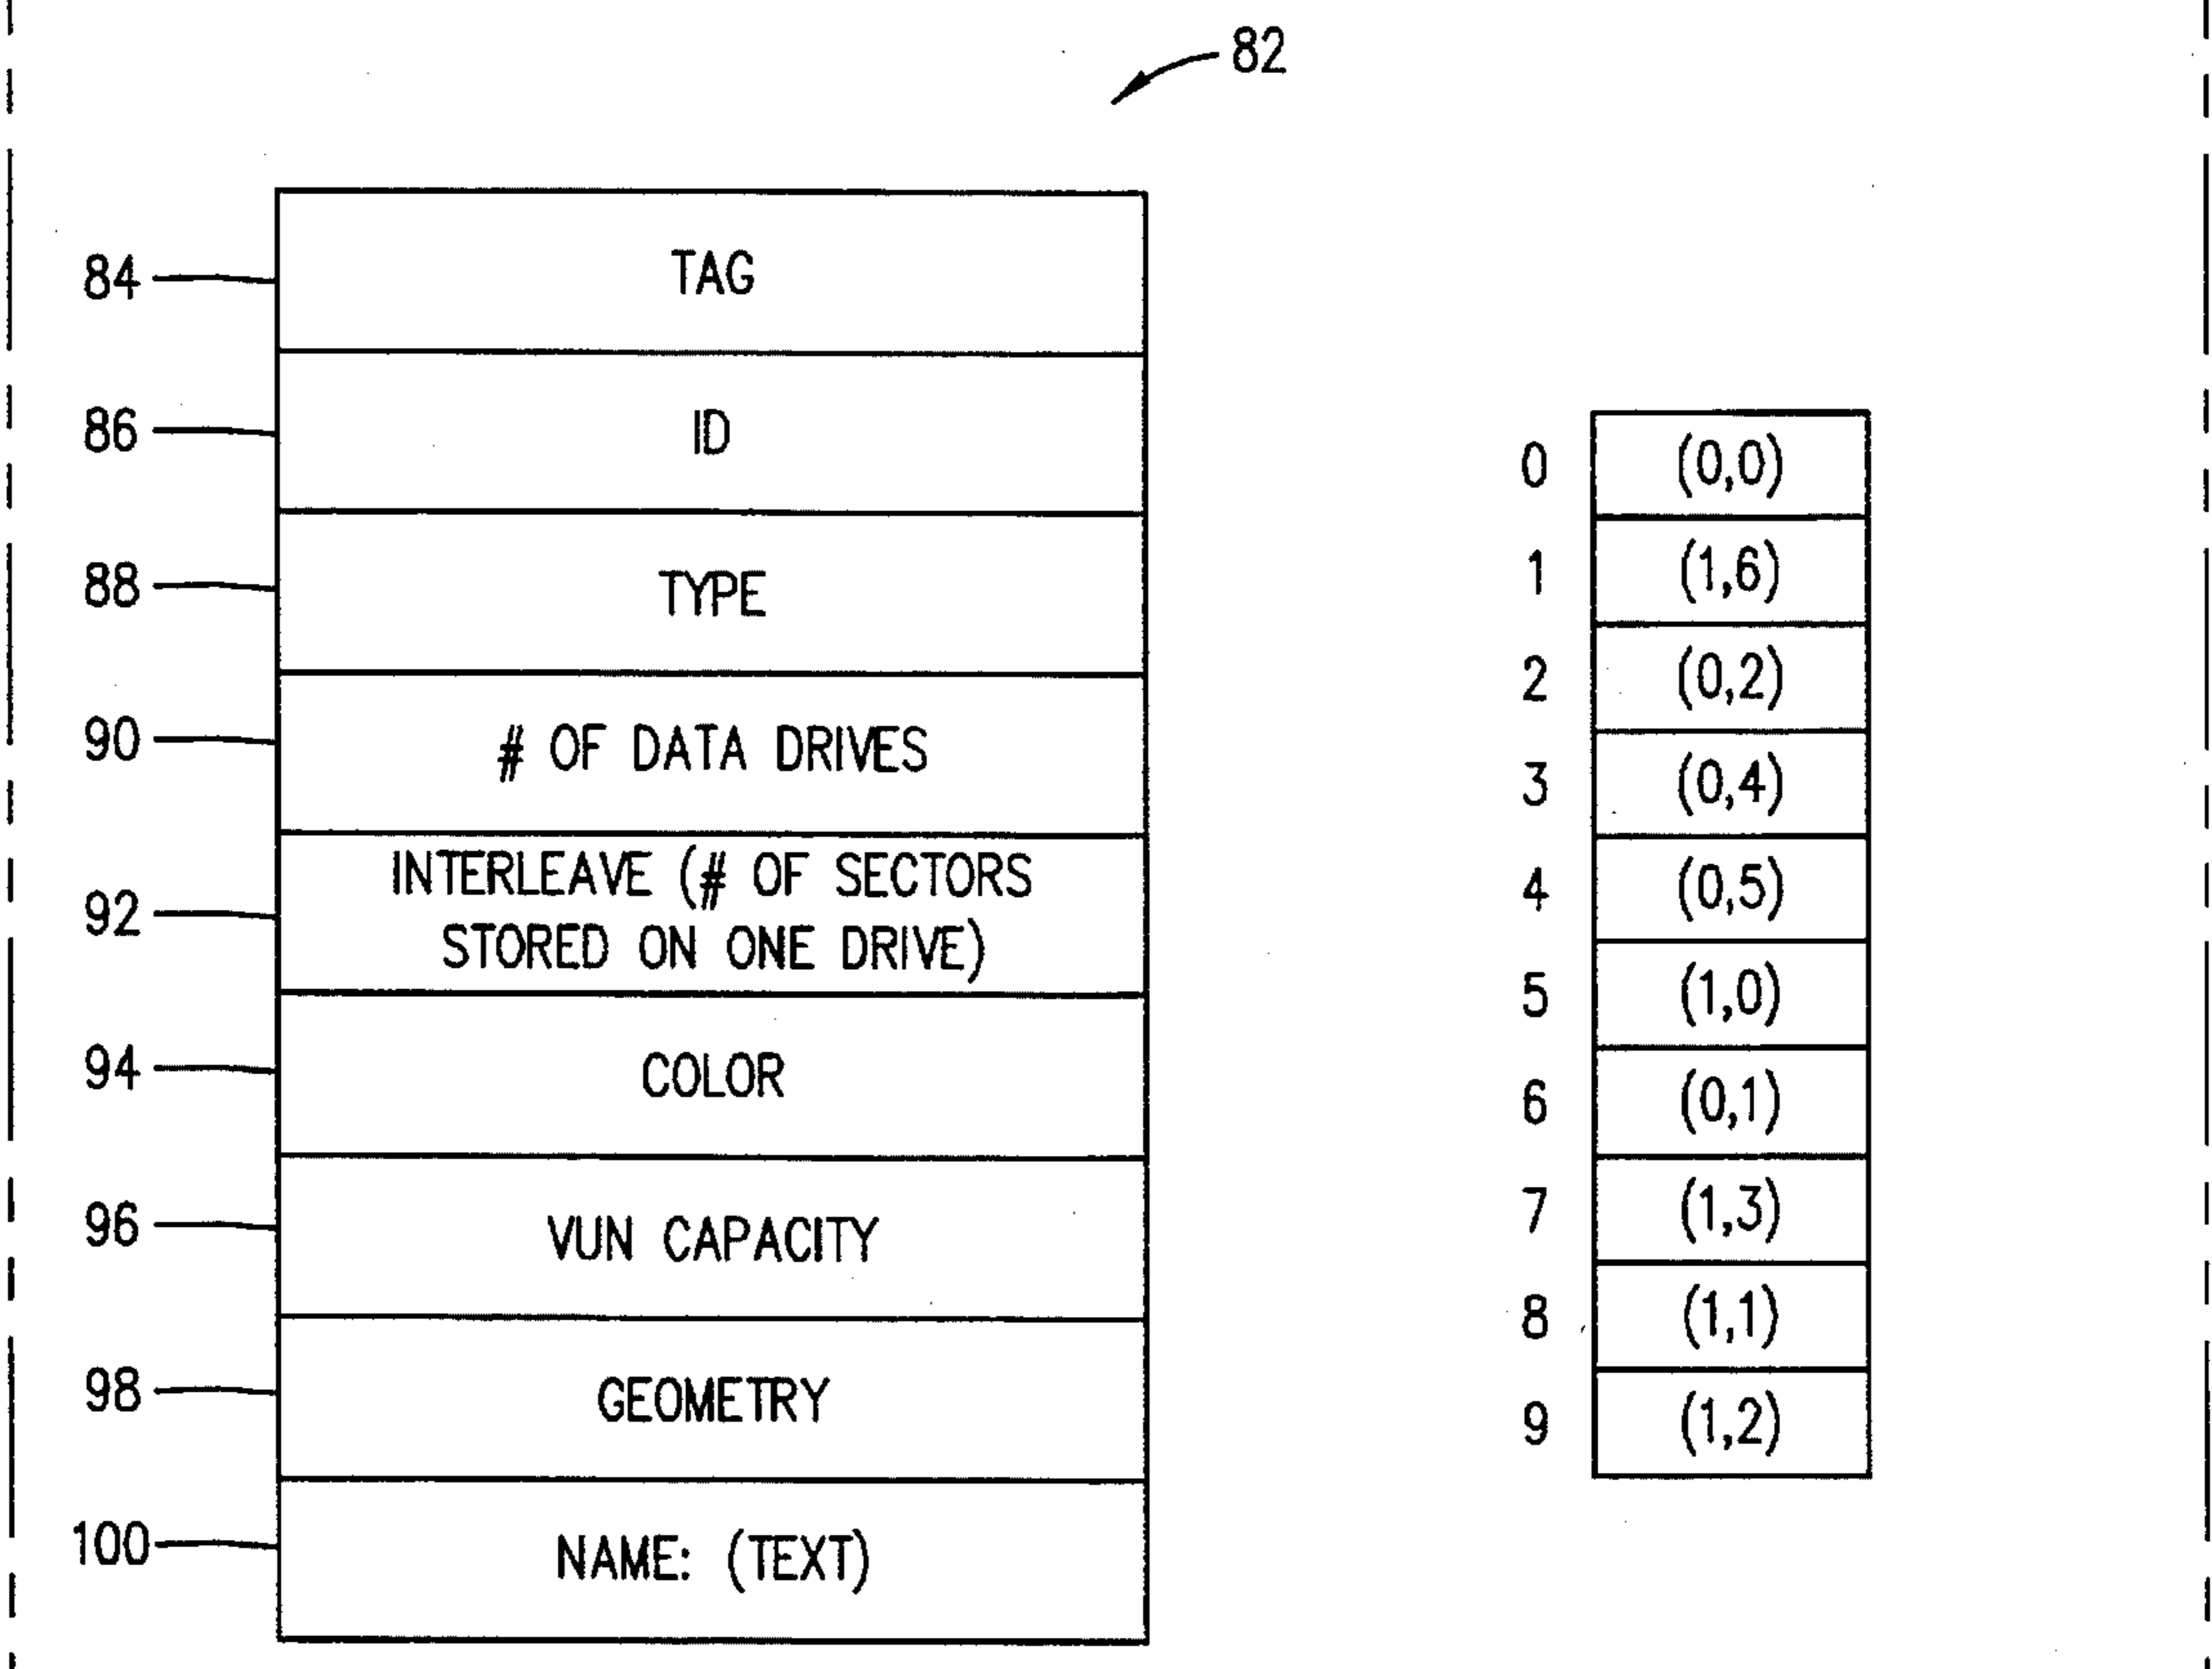 82
84 TAG
86 ID
88 TYPE
90 # OF DATA DRIVES
92 INTERLEAVE (# OF SECTORS
STORED ON ONE DRIVE)
94 COLOR
96 VUN CAPACITY
98 GEOMETRY
100 NAME: (TEXT)
0 (0,0)
1 (1,6)
2 (0,2)
3 (0,4)
4 (0,5)
5 (1,0)
6 (0,1)
7 (1,3)
8 (1,1)
9 (1,2)